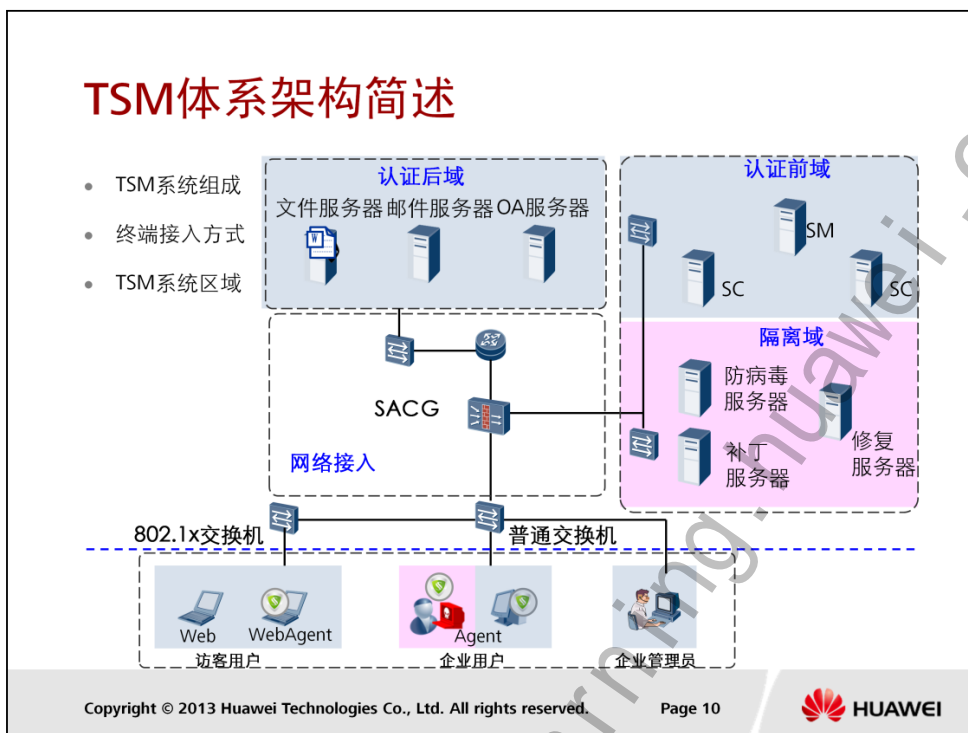 TSM体系架构简述
• TSM系统组成
• 终端接入方式
• TSM系统区域
认证后域
文件服务器 邮件服务器 OA服务器
W
认证前域
SM
SC
SC
隔离域
防病毒
服务器
补丁
服务器
修复
服务器
SACG
网络接入
802.1x交换机
普通交换机
Web
WebAgent
Agent
访客用户
企业用户
企业管理员
Copyright © 2013 Huawei Technologies Co., Ltd. All rights reserved.
Page 10
HUAWEI
rning.huawei.